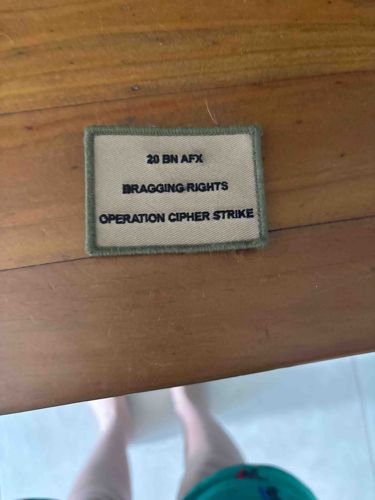 20 BN AFX
BRAGGING RIGHTS
OPERATION CIPHER STRIKE